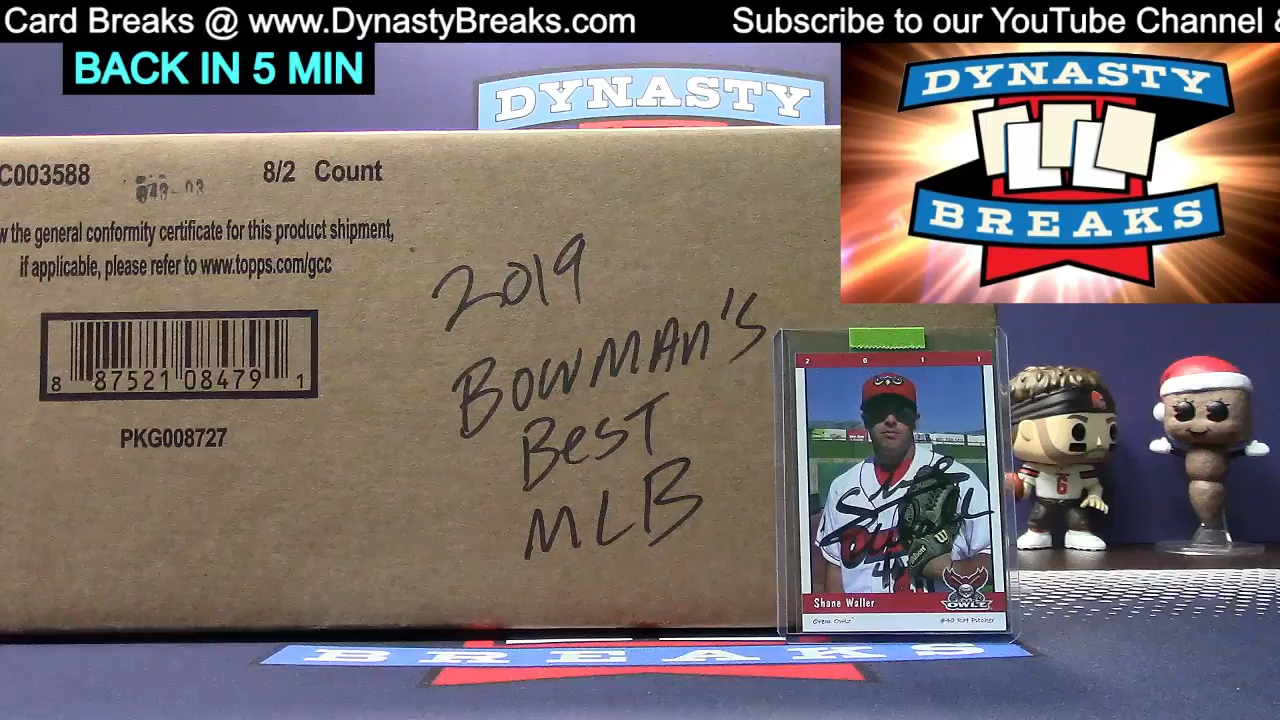 Card Breaks @ www.DynastyBreaks.com
Subscribe to our YouTube Channel &
BACK IN 5 MIN
DYNASTY
BREAKS
DYNASTY
C003588
8/2 Count
w the general conformity certificate for this product shipment,
if applicable, please refer to www.topps.com/gcc
8 87521 08479 1
PKG008727
2019
BOWMAN'S
BEST
MLB
2 0 1 1
6
Shane Waller
OWLZ
Orem Owlz
#40 RH Pitcher
BREAKS